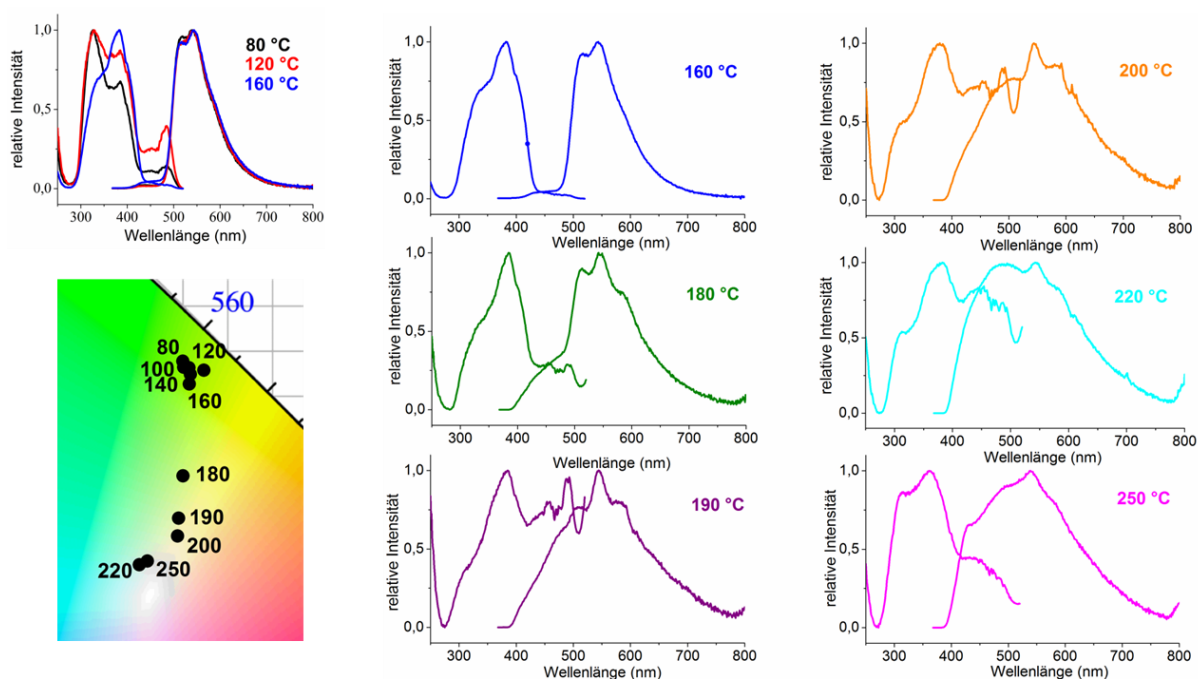 80 °C
120 °C
160 °C
relative Intensität
1,0
0,5
0,0
300 400 500 600 700 800
Wellenlänge (nm)
560
80
120
100
140
160
180
190
200
220
250
160 °C
relative Intensität
1,0
0,5
0,0
300 400 500 600 700 800
Wellenlänge (nm)
180 °C
relative Intensität
1,0
0,5
0,0
300 400 500 600 700 800
Wellenlänge (nm)
190 °C
relative Intensität
1,0
0,5
0,0
300 400 500 600 700 800
Wellenlänge (nm)
200 °C
relative Intensität
1,0
0,5
0,0
300 400 500 600 700 800
Wellenlänge (nm)
220 °C
relative Intensität
1,0
0,5
0,0
300 400 500 600 700 800
Wellenlänge (nm)
250 °C
relative Intensität
1,0
0,5
0,0
300 400 500 600 700 800
Wellenlänge (nm)